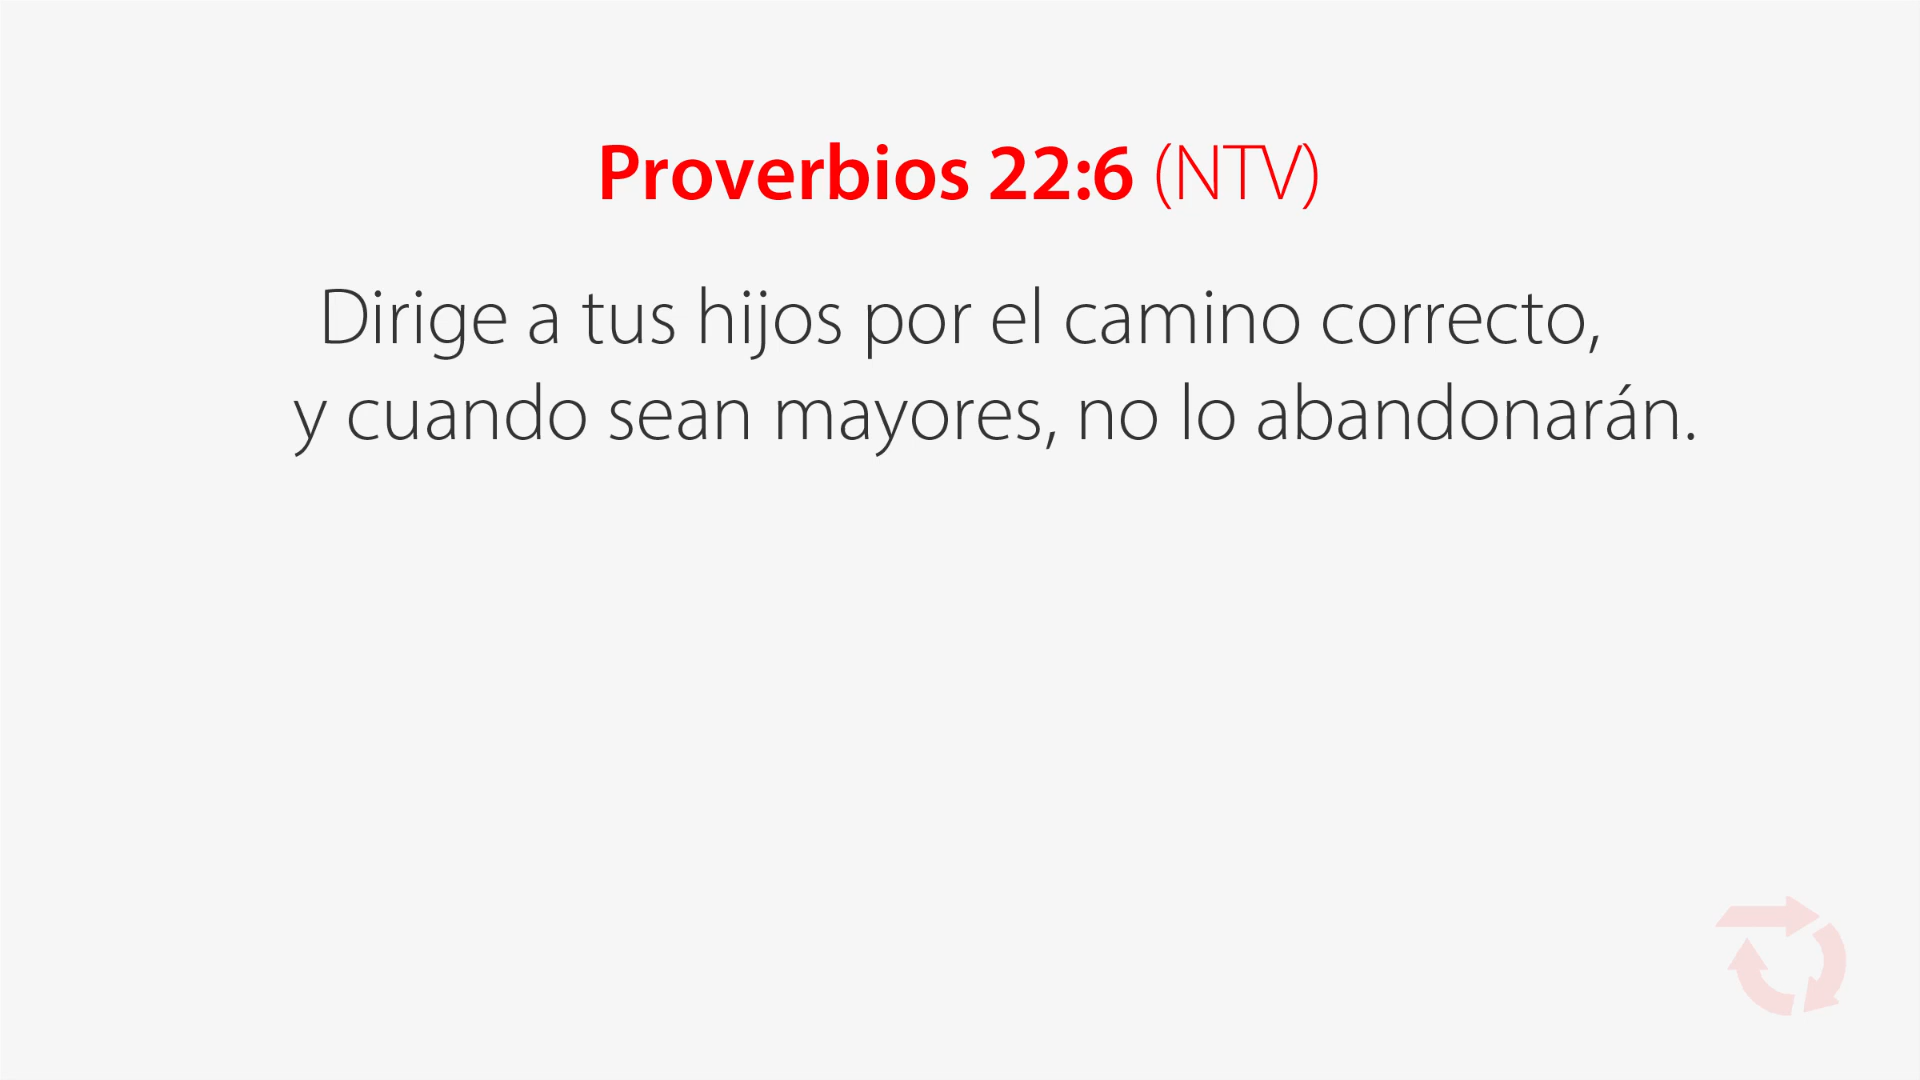 Proverbios 22:6 (NTV)
Dirige a tus hijos por el camino correcto,
y cuando sean mayores, no lo abandonarán.